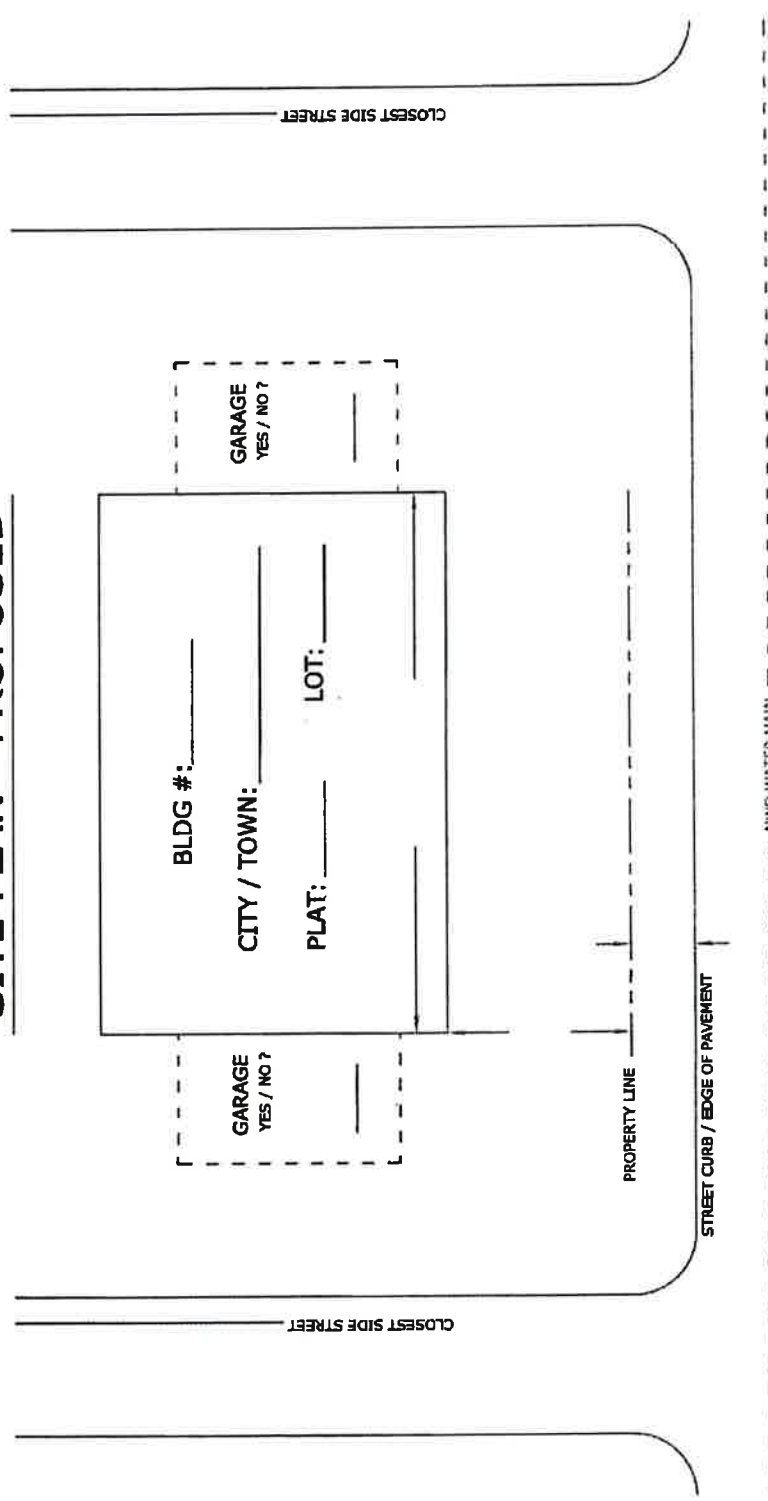 CLOSEST SIDE STREET
GARAGE
YES / NO ?
BLDG #:
CITY / TOWN:
PLAT:
LOT:
GARAGE
YES / NO ?
PROPERTY LINE
STREET CURB / EDGE OF PAVEMENT
CLOSEST SIDE STREET